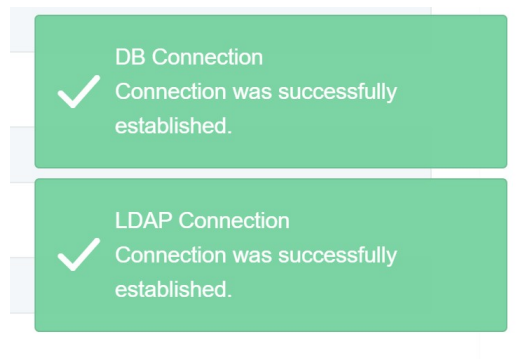 DB Connection
Connection was successfully
established.
LDAP Connection
Connection was successfully
established.